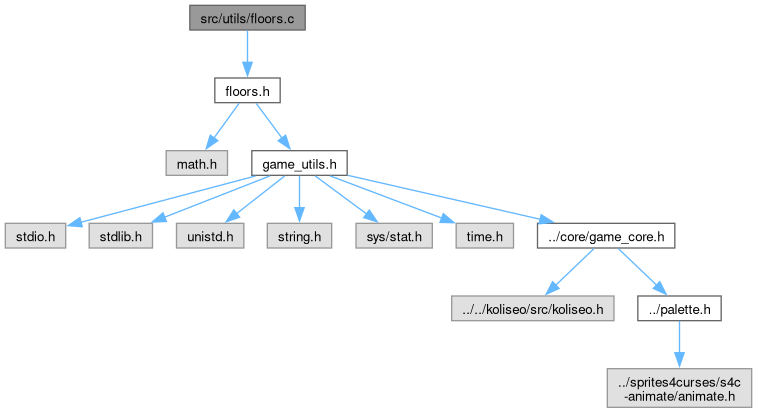 src/utils/floors.c
floors.h
math.h
game_utils.h
stdio.h
stdlib.h
unistd.h
string.h
sys/stat.h
time.h
../core/game_core.h
../../koliseo/src/koliseo.h
../palette.h
../sprites4curses/s4c
-animate/animate.h